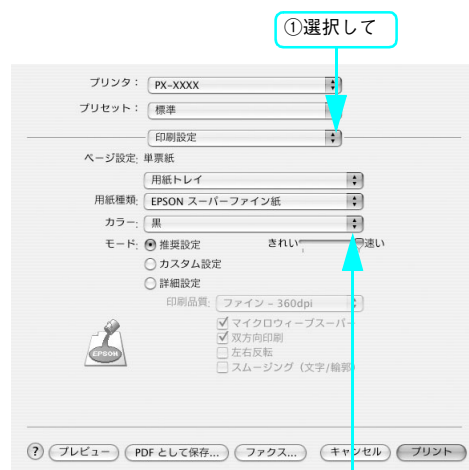 ①選択して
プリンタ： PX-XXXX
プリセット： 標準
印刷設定
ページ設定: 単票紙
用紙トレイ
用紙種類: EPSON スーパーファイン紙
カラー: 黒
モード: 推奨設定 きれい 速い
カスタム設定
詳細設定
印刷品質: ファイン – 360dpi
マイクロウィーブスーパー
双方向印刷
左右反転
スムージング（文字/輪郭）
EPSON
? プレビュー PDF として保存... ファクス... キャンセル プリント